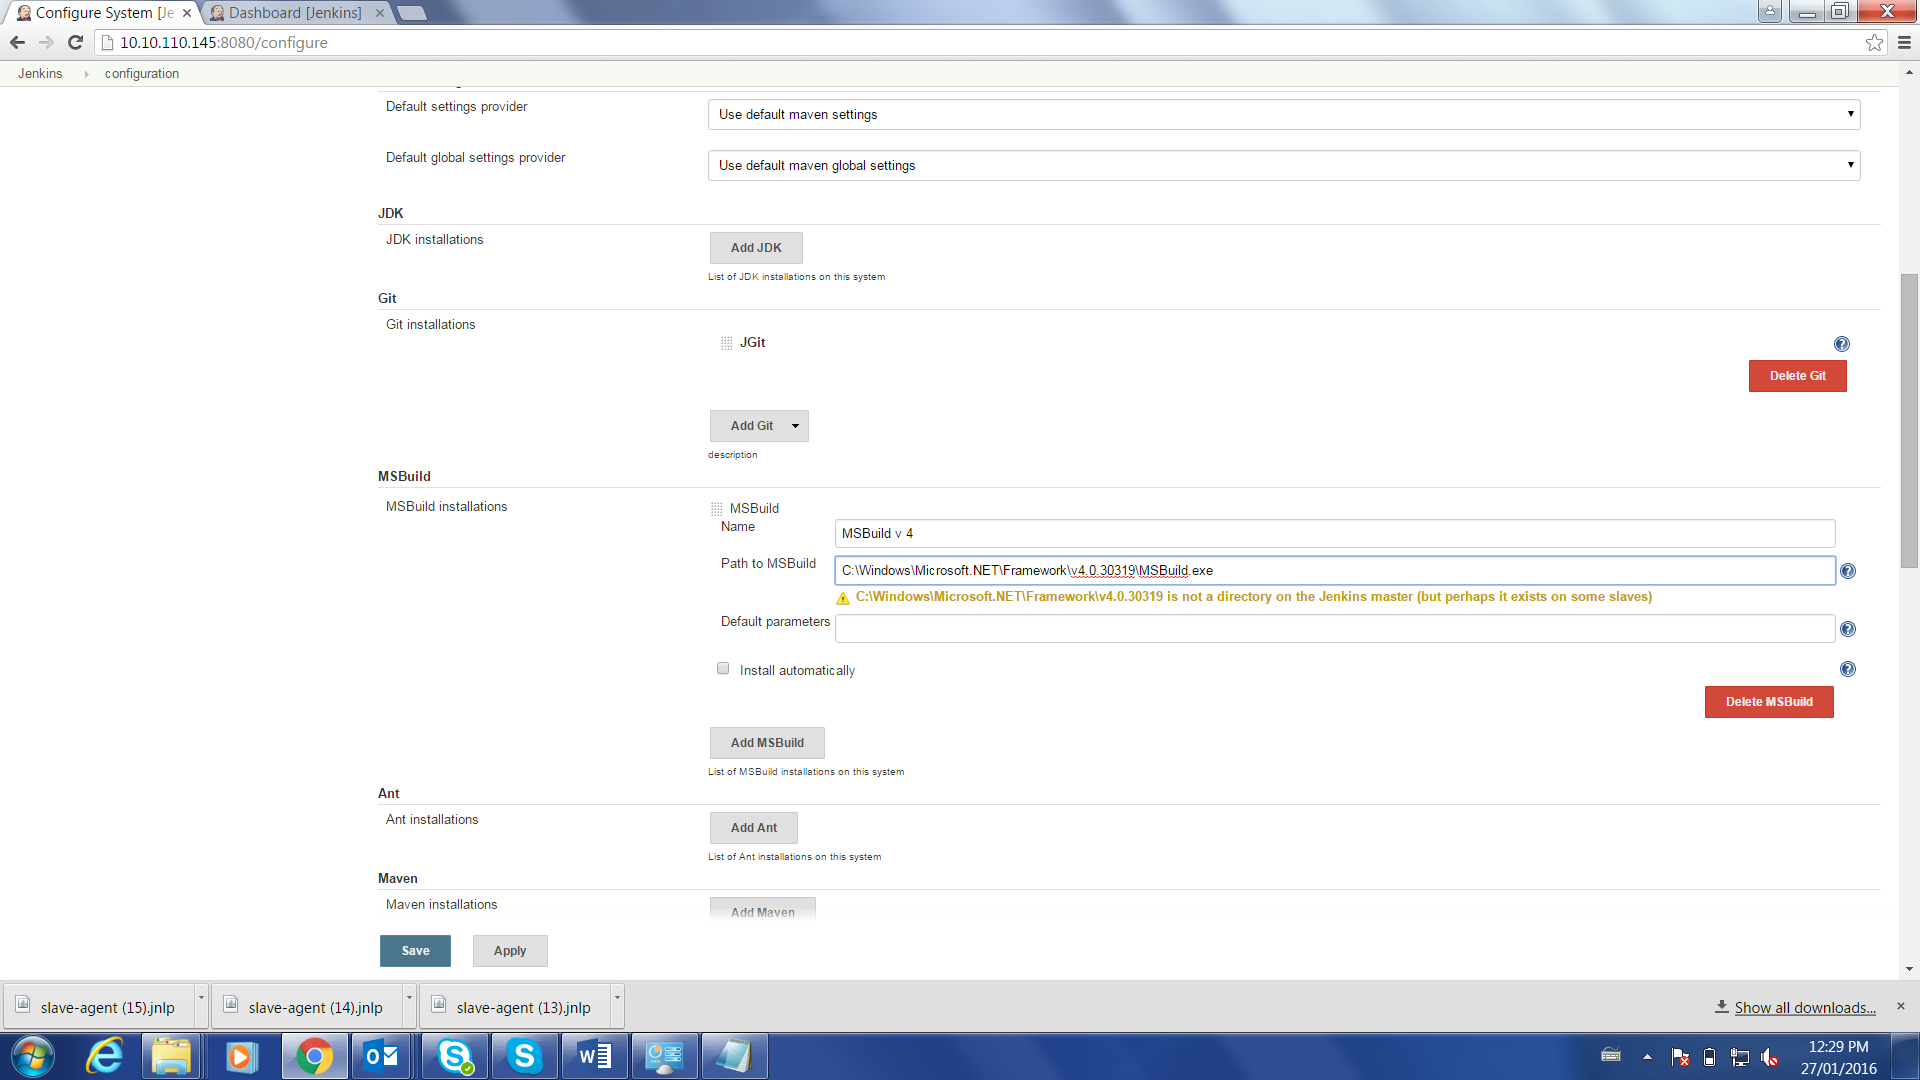 Configure System [Je
Dashboard [Jenkins]
10.10.110.145:8080/configure
Jenkins
configuration
Default settings provider
Use default maven settings
Default global settings provider
Use default maven global settings
JDK
JDK installations
Add JDK
List of JDK installations on this system
Git
Git installations
JGit
Delete Git
Add Git
description
MSBuild
MSBuild installations
MSBuild
Name
MSBuild v 4
Path to MSBuild
C:\Windows\Microsoft.NET\Framework\v4.0.30319\MSBuild.exe
C:\Windows\Microsoft.NET\Framework\v4.0.30319 is not a directory on the Jenkins master (but perhaps it exists on some slaves)
Default parameters
Install automatically
Delete MSBuild
Add MSBuild
List of MSBuild installations on this system
Ant
Ant installations
Add Ant
List of Ant installations on this system
Maven
Maven installations
Add Maven
Save
Apply
slave-agent (15).jnlp
slave-agent (14).jnlp
slave-agent (13).jnlp
Show all downloads...
12:29 PM
27/01/2016